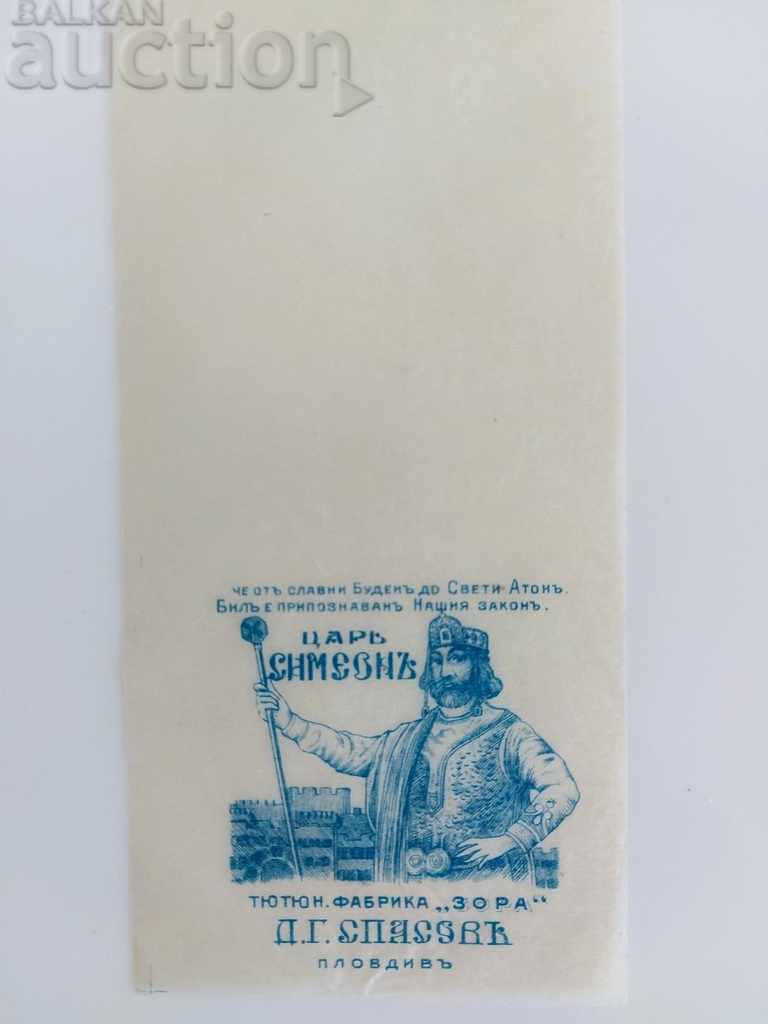 BALKAN
auction
ЧЕ ОТЪ СЛАВНИ БУДЕНЪ ДО СВЕТИ АТОНЪ.
БИЛЪ Е ПРИПОЗНАВАНЪ НАШИЯ ЗАКОНЪ.
ЦАРЬ
СИМЕОНЪ
ТЮТЮН. ФАБРИКА „ЗОРА“
Д.Г. СПАСОВЪ
ПЛОВДИВЪ